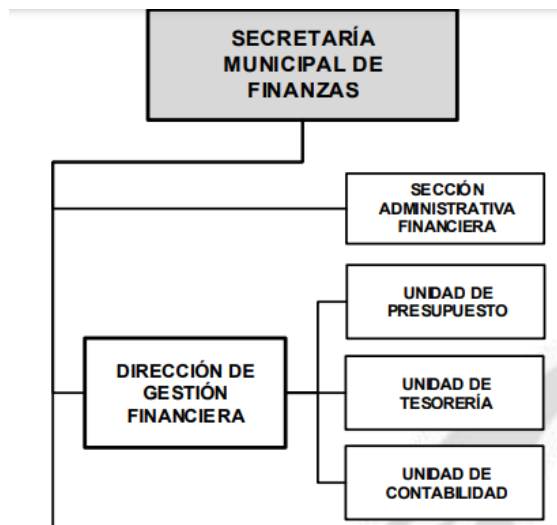 SECRETARÍA
MUNICIPAL DE
FINANZAS
SECCIÓN
ADMINISTRATIVA
FINANCIERA
UNIDAD DE
PRESUPUESTO
DIRECCIÓN DE
GESTIÓN
FINANCIERA
UNIDAD DE
TESORERÍA
UNIDAD DE
CONTABILIDAD